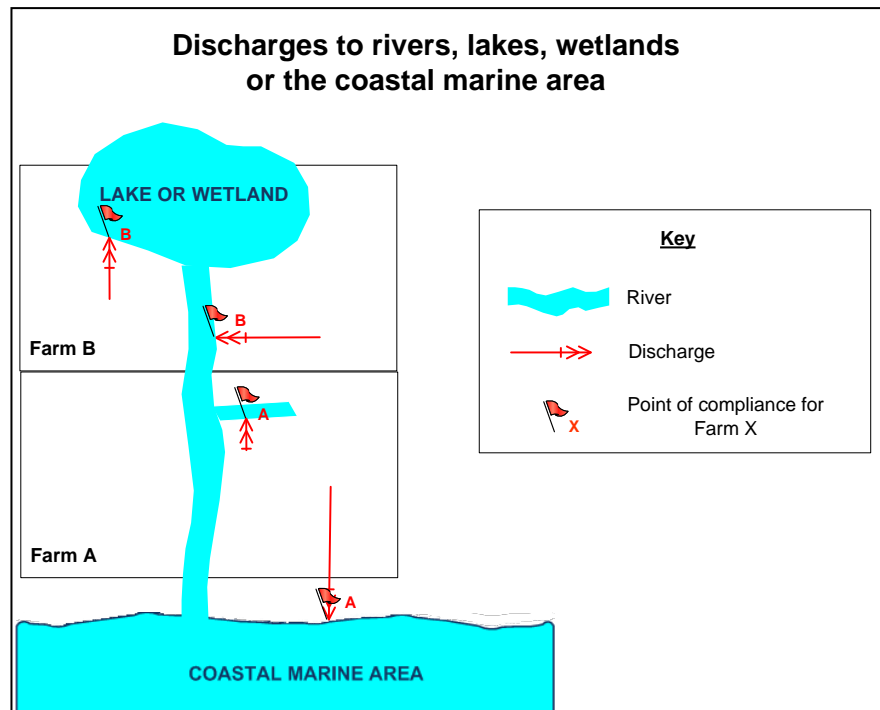 Discharges to rivers, lakes, wetlands
or the coastal marine area
LAKE OR WETLAND
B
B
Farm B
A
Farm A
A
COASTAL MARINE AREA
Key
River
Discharge
Point of compliance for
Farm X
X